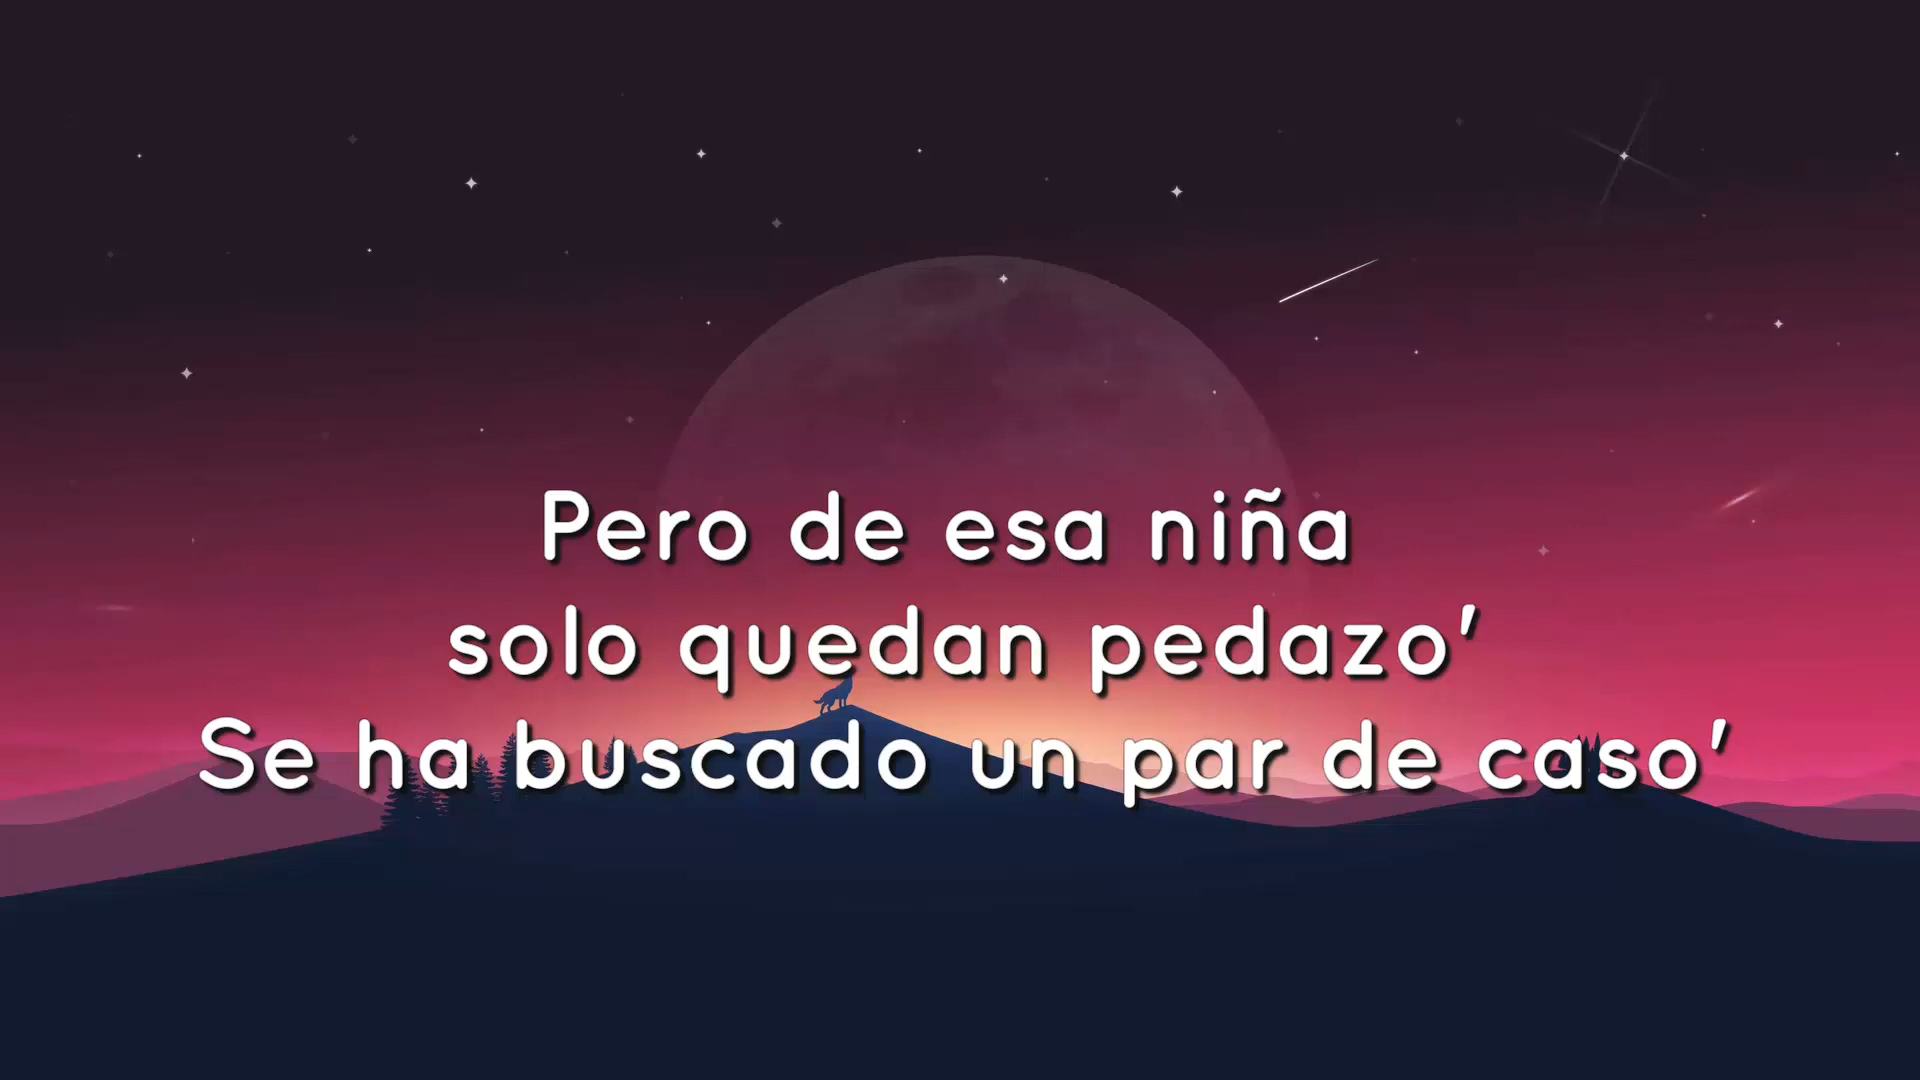 Pero de esa niña
solo quedan pedazo'
Se ha buscado un par de caso'